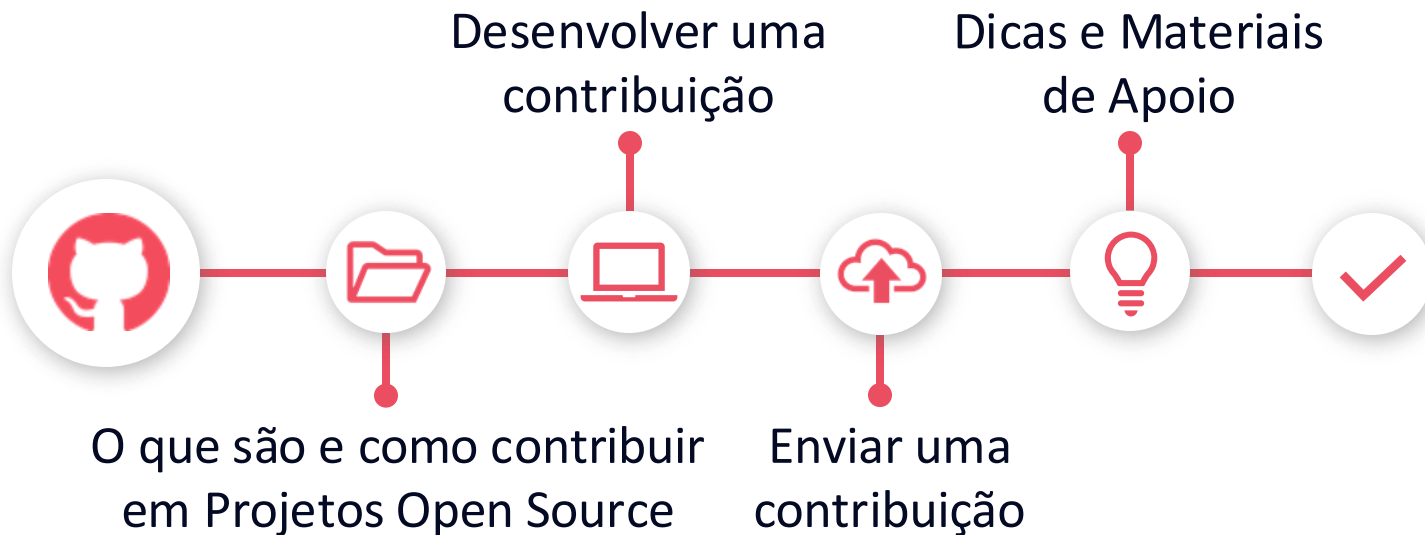 Desenvolver uma
contribuição
Dicas e Materiais
de Apoio
O que são e como contribuir
em Projetos Open Source
Enviar uma
contribuição